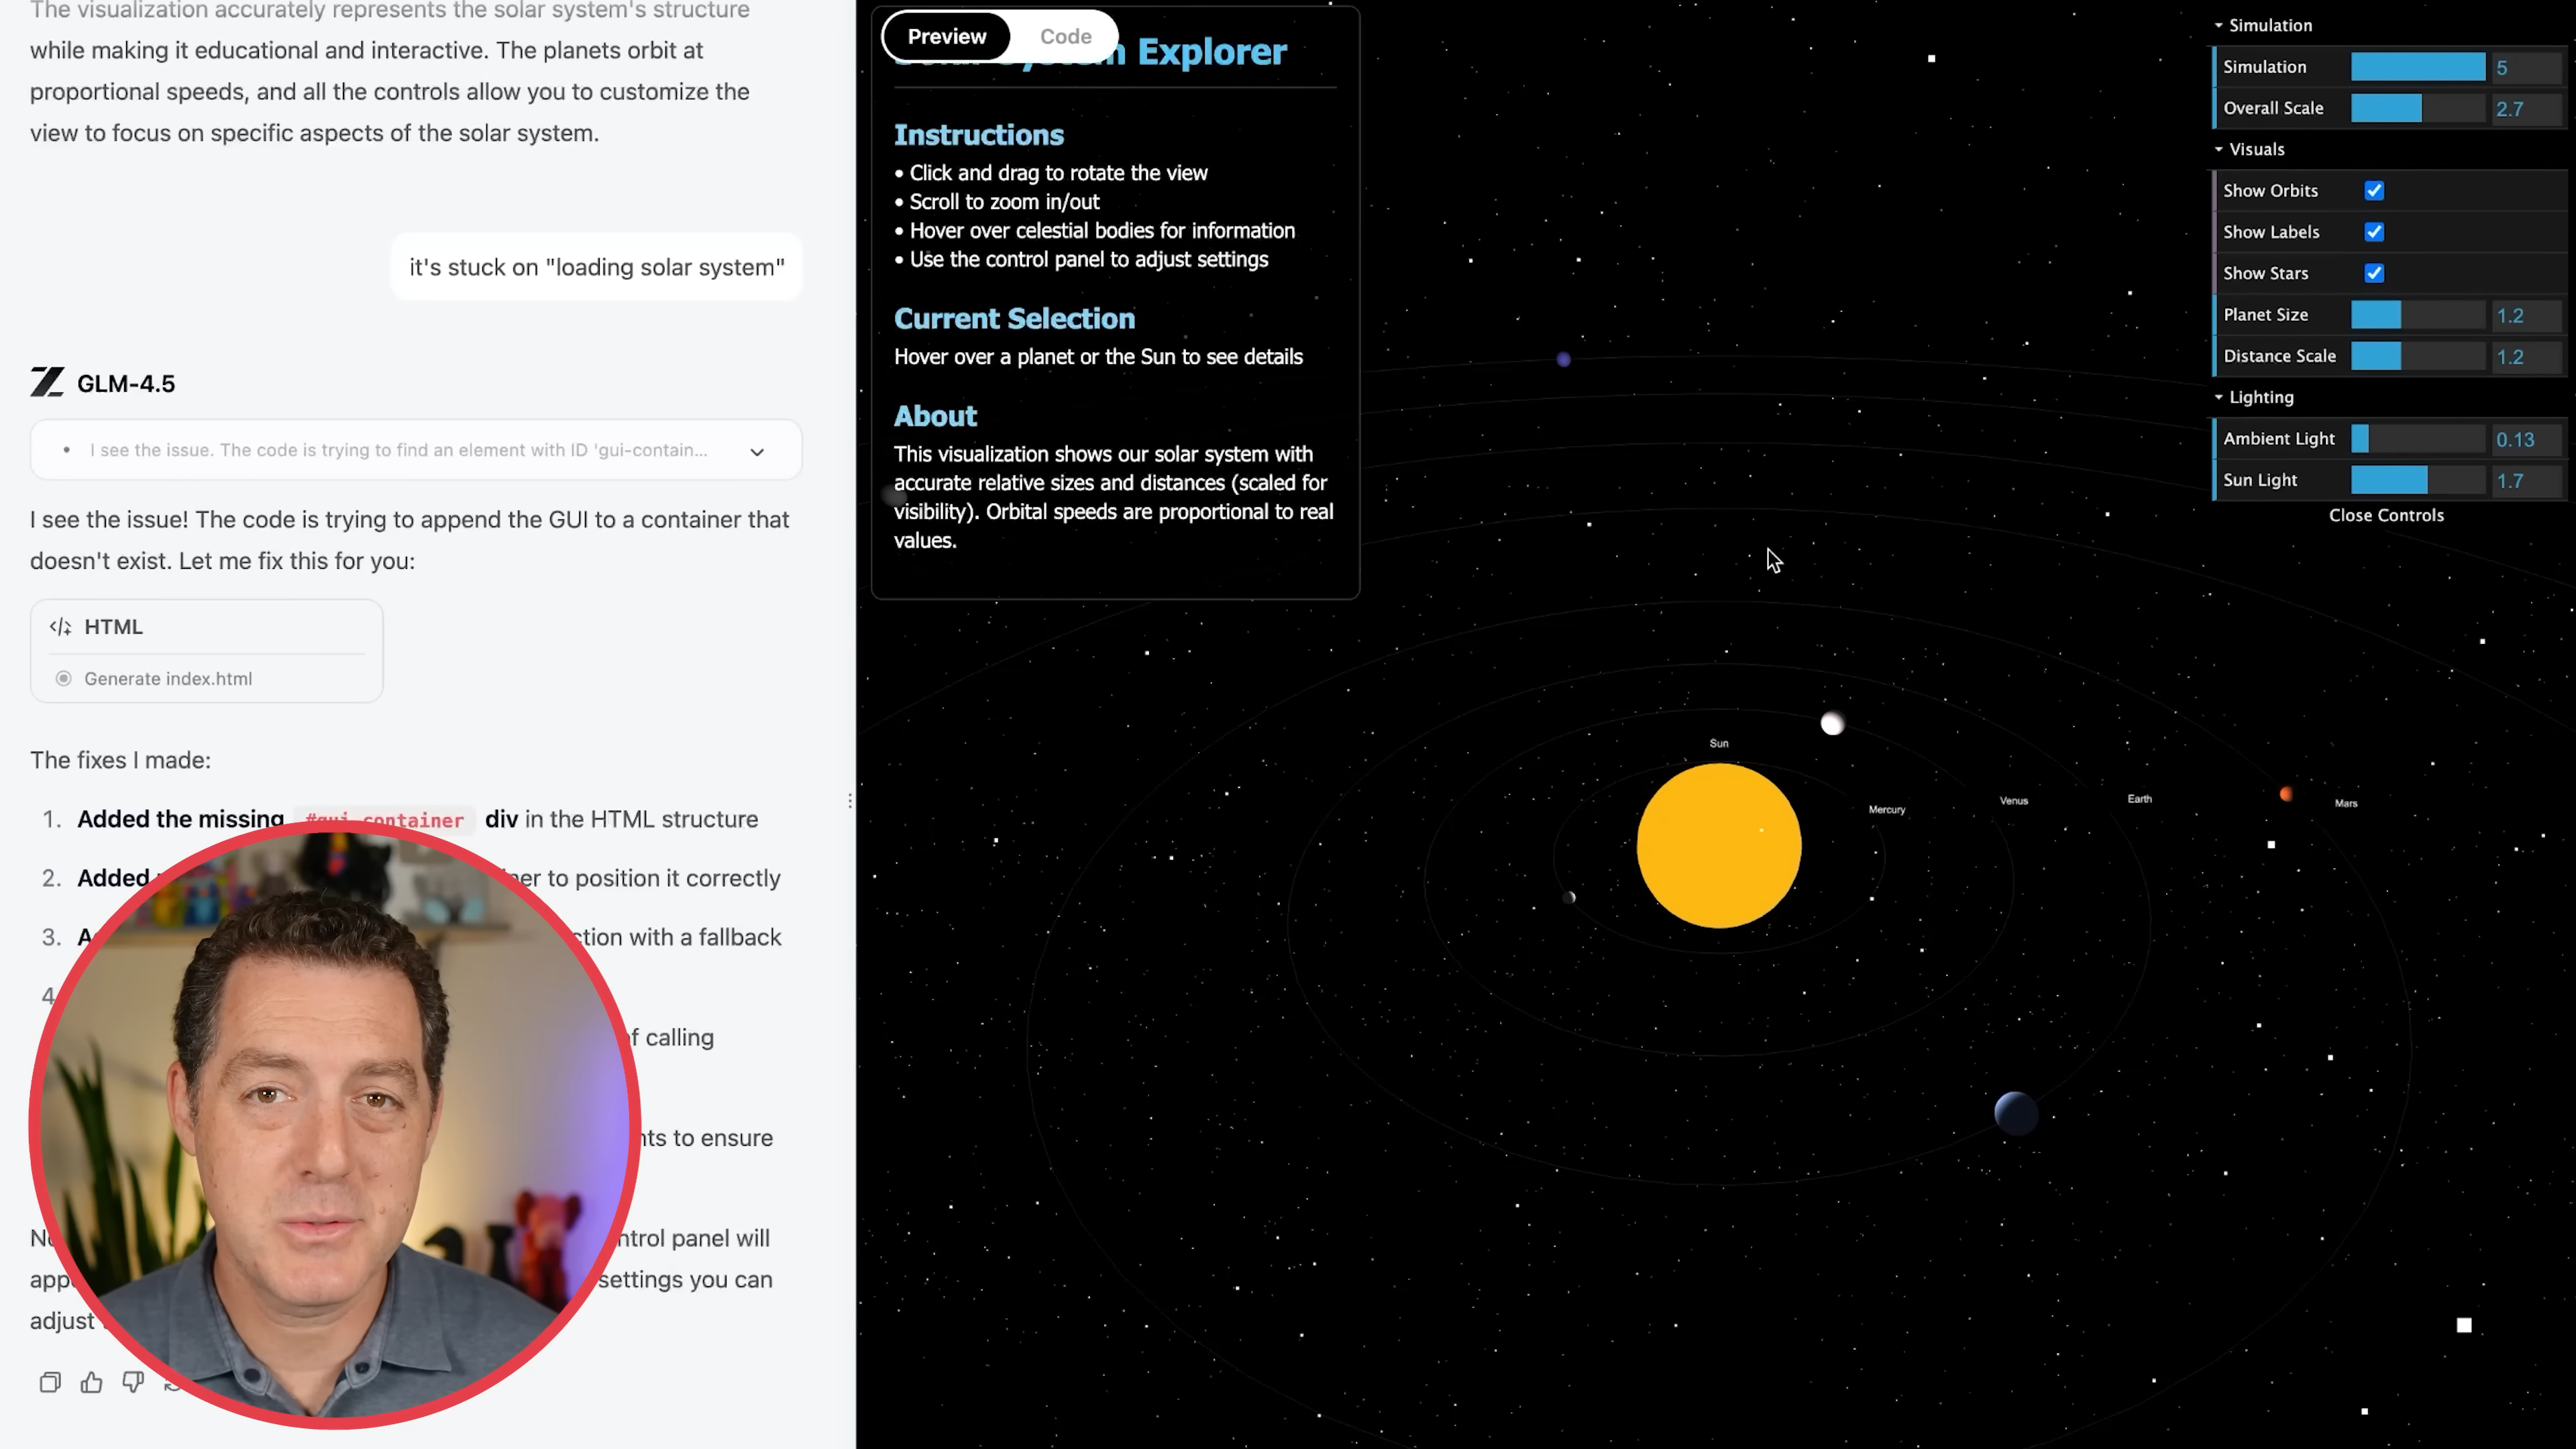 The visualization accurately represents the solar system's structure
while making it educational and interactive. The planets orbit at
proportional speeds, and all the controls allow you to customize the
view to focus on specific aspects of the solar system.
it's stuck on "loading solar system"
GLM-4.5
• I see the issue. The code is trying to find an element with ID 'gui-contain...
I see the issue! The code is trying to append the GUI to a container that
doesn't exist. Let me fix this for you:
HTML
Generate index.html
The fixes I made:
1. Added the missing #gui-container div in the HTML structure
2. Added to position it correctly
3. with a fallback
4.
calling
to ensure
control panel will
settings you can
adjust
Preview
Code
Solar System Explorer
Instructions
• Click and drag to rotate the view
• Scroll to zoom in/out
• Hover over celestial bodies for information
• Use the control panel to adjust settings
Current Selection
Hover over a planet or the Sun to see details
About
This visualization shows our solar system with
accurate relative sizes and distances (scaled for
visibility). Orbital speeds are proportional to real
values.
Sun
Mercury
Venus
Earth
Mars
Simulation
Simulation 5
Overall Scale 2.7
Visuals
Show Orbits
Show Labels
Show Stars
Planet Size 1.2
Distance Scale 1.2
Lighting
Ambient Light 0.13
Sun Light 1.7
Close Controls